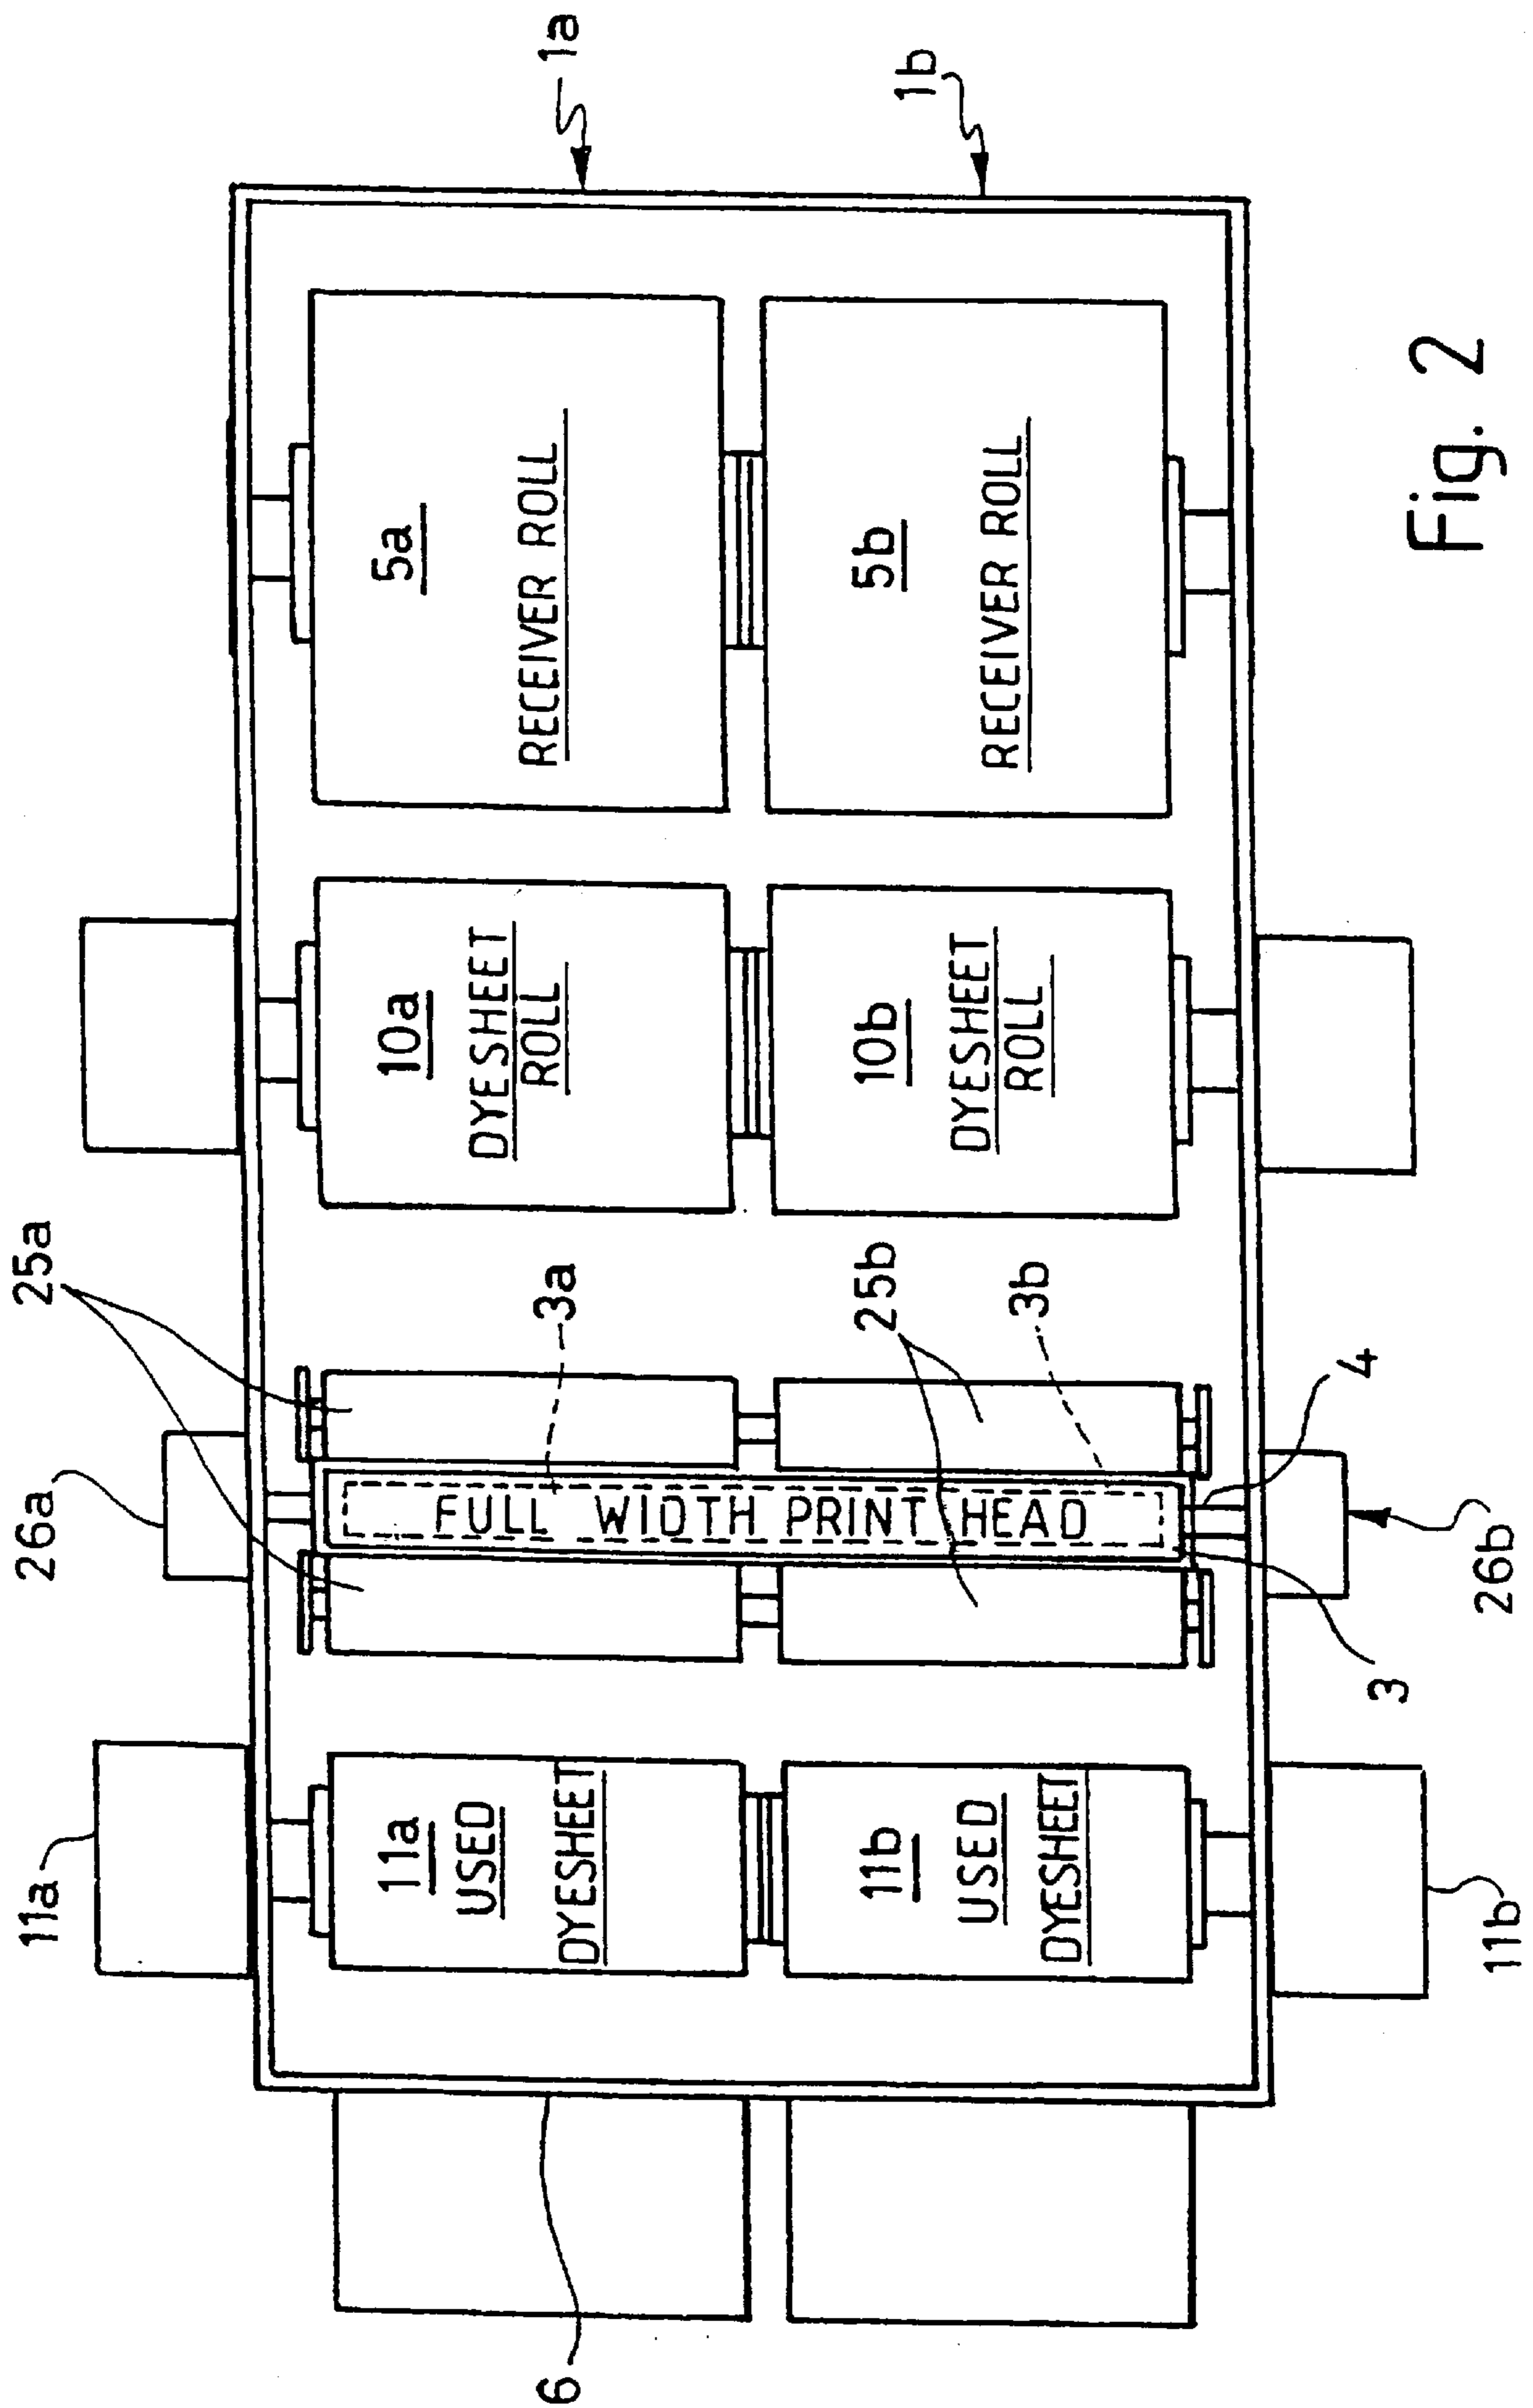 11a
26a
25a
11a
USED
DYESHEET
10a
DYESHEET
ROLL
5a
RECEIVER ROLL
1a
3a
FULL WIDTH PRINT HEAD
25b
3b
11b
USED
DYESHEET
10b
DYESHEET
ROLL
5b
RECEIVER ROLL
1b
6
3
4
11b
26b
Fig. 2